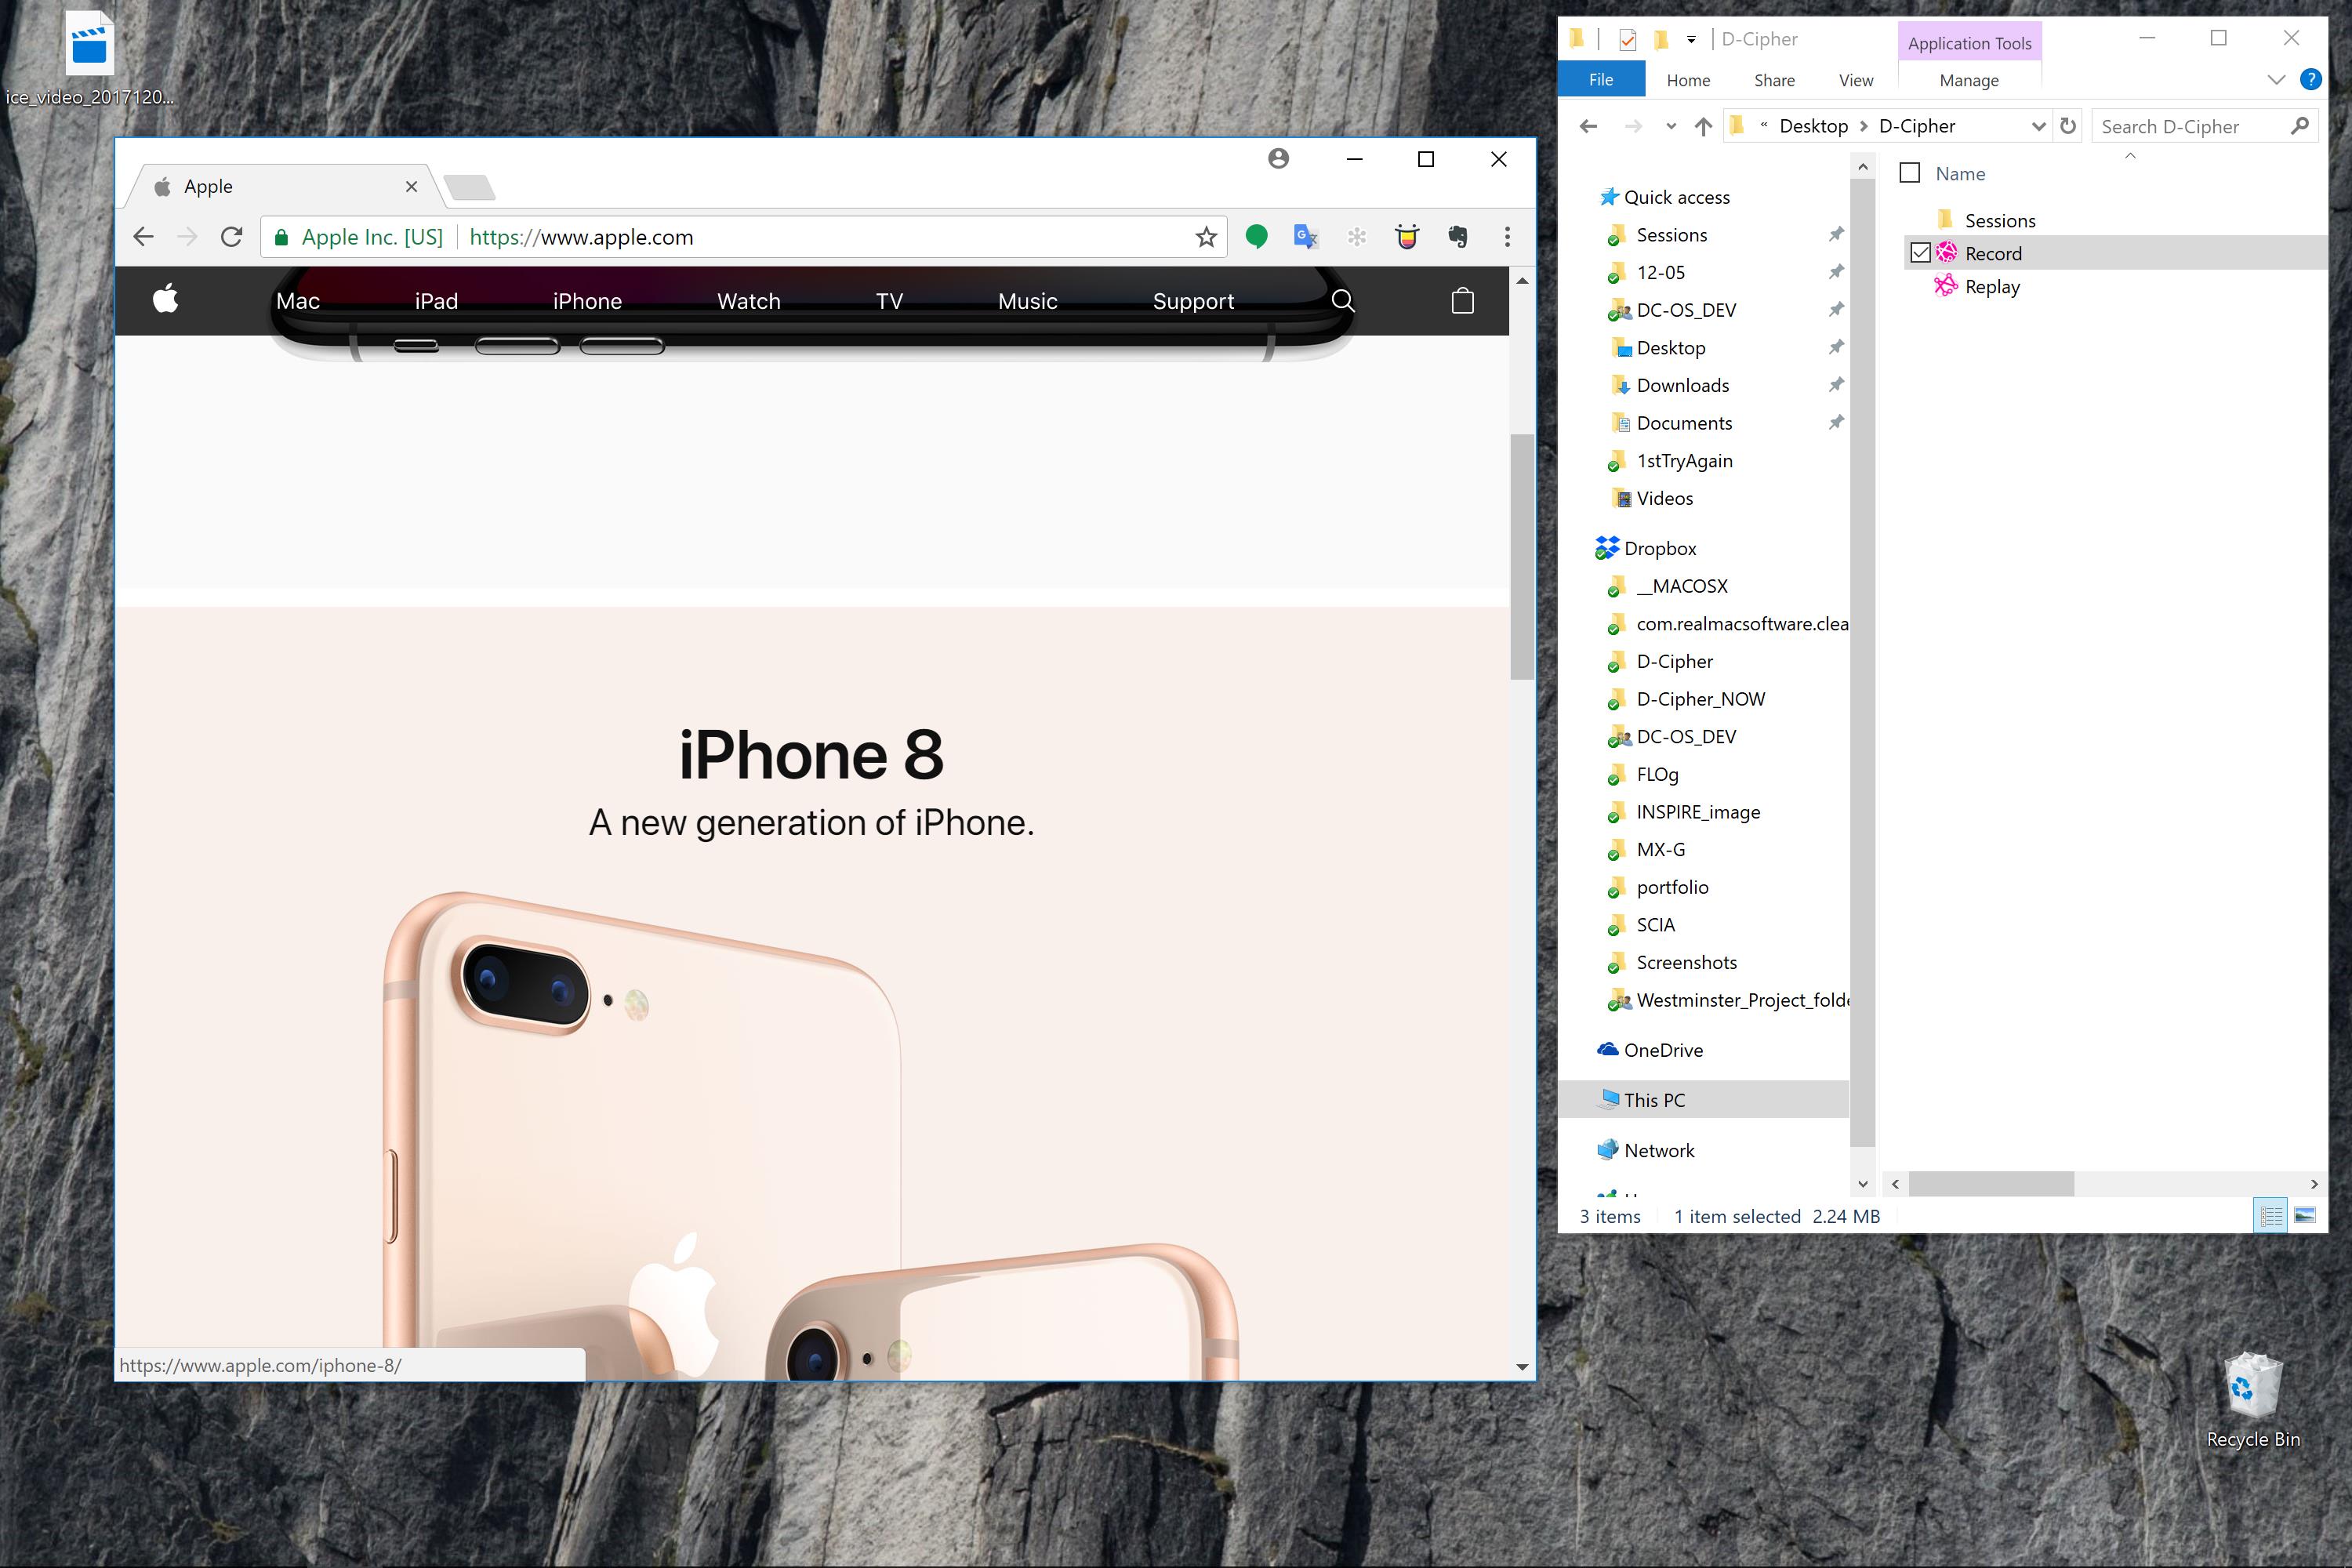 ice_video_2017120...
Apple
Apple Inc. [US]
https://www.apple.com
Mac
iPad
iPhone
Watch
TV
Music
Support
iPhone 8
A new generation of iPhone.
https://www.apple.com/iphone-8/
D-Cipher
Application Tools
File
Home
Share
View
Manage
?
« Desktop > D-Cipher
Search D-Cipher
Quick access
Sessions
12-05
DC-OS_DEV
Desktop
Downloads
Documents
1stTryAgain
Videos
Dropbox
__MACOSX
com.realmacsoftware.clea
D-Cipher
D-Cipher_NOW
DC-OS_DEV
FLOg
INSPIRE_image
MX-G
portfolio
SCIA
Screenshots
Westminster_Project_folde
OneDrive
This PC
Network
Name
Sessions
Record
Replay
3 items
1 item selected 2.24 MB
Recycle Bin